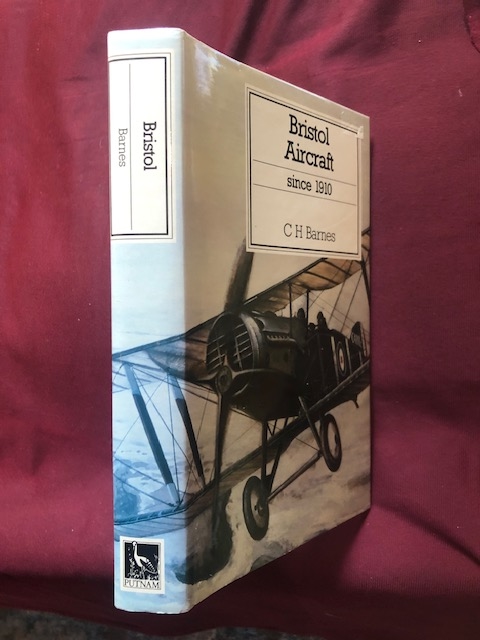 Bristol
Barnes
PUTNAM
Bristol
Aircraft
since 1910
C H Barnes